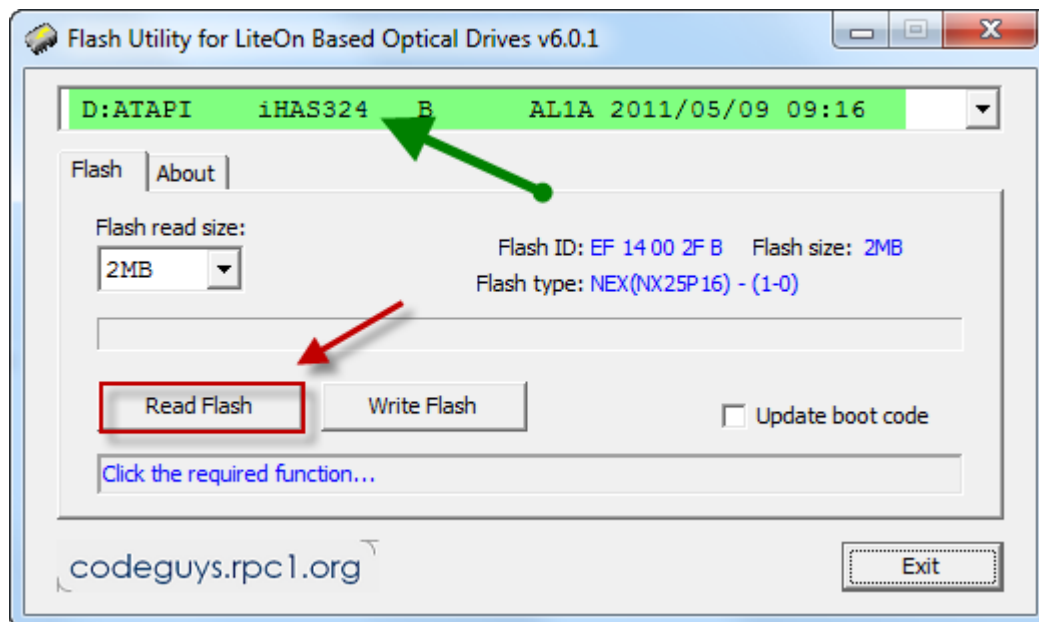 Flash Utility for LiteOn Based Optical Drives v6.0.1
D:ATAPI iHAS324 B AL1A 2011/05/09 09:16
Flash About
Flash read size:
2MB
Flash ID: EF 14 00 2F B Flash size: 2MB
Flash type: NEX(NX25P16) - (1-0)
Read Flash Write Flash Update boot code
Click the required function...
codeguys.rpc1.org
Exit